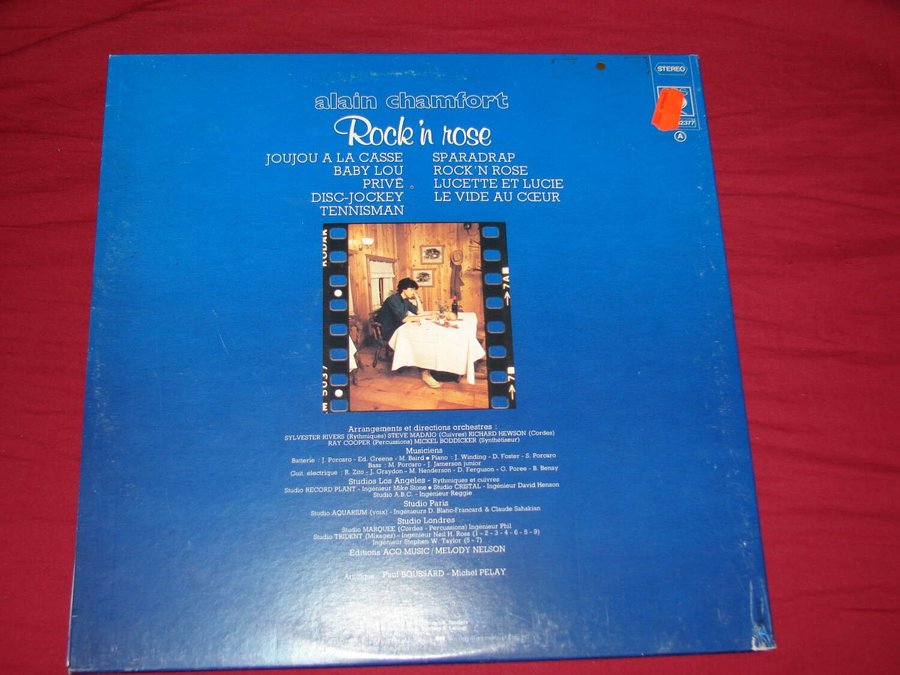 STEREO
2377
A
alain chamfort
Rock'n rose
JOUJOU A LA CASSE
BABY LOU
PRIVÉ
DISC-JOCKEY
TENNISMAN
SPARADRAP
ROCK'N ROSE
LUCETTE ET LUCIE
LE VIDE AU CŒUR
KODAK
5037
7A
7
Arrangements et directions orchestres :
SYLVESTER RIVERS (Rythmiques) STEVE MADAIO (Cuivres) RICHARD HEWSON (Cordes)
RAY COOPER (Percussions) MICKEL BODDICKER (Synthetiseur)
Musiciens
Batterie : J. Porcaro - Ed. Greene - M. Baird • Piano : J. Winding - D. Foster - S. Porcaro
Bass : M. Porcaro - J. Jamerson junior
Guit. électrique : R. Zito - J. Graydon - M. Henderson - D. Ferguson - G. Poree - B. Benay
Studios Los Angeles - Rythmiques et cuivres
Studio RECORD PLANT - Ingénieur Mike Stone • Studio CRISTAL - Ingénieur David Henson
Studio A.B.C. - Ingénieur Reggie
Studio Paris
Studio AQUARIUM (voix) - Ingénieurs D. Blanc-Francard & Claude Sahakian
Studio Londres
Studio MARQUEE (Cordes - Percussions) Ingénieur Phil
Studio TRIDENT (Mixages) - Ingénieur Neil H. Ross (1 - 2 - 3 - 4 - 6 - 8 - 9)
Ingénieur Stephen W. Taylor (5 - 7)
Editions ACO MUSIC / MELODY NELSON
Paul BOUSSARD - Michel PELAY